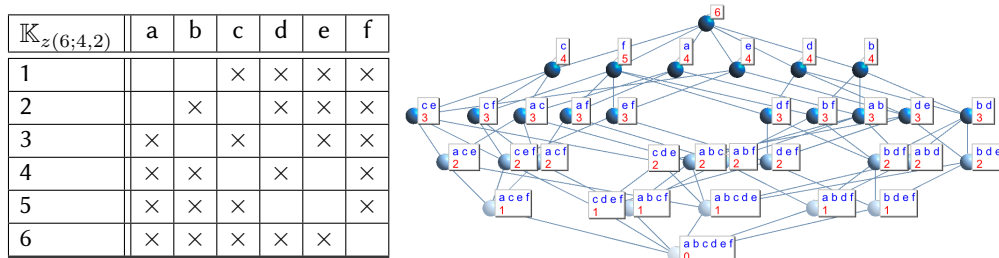 𝕂z(6;4,2) a b c d e f
1 × × × ×
2 × × × ×
3 × × × ×
4 × × × ×
5 × × × ×
6 × × × × ×
6
c f a e d b
4 5 4 4 4 4
c e c f a c a f e f d f b f a b d e b d
3 3 3 3 3 3 3 3 3 3
a c e c e f a c f c d e a b c a b f d e f b d f a b d b d e
2 2 2 2 2 2 2 2 2 2
a c e f c d e f a b c f a b c d e a b d f b d e f
1 1 1 1 1 1
a b c d e f
0